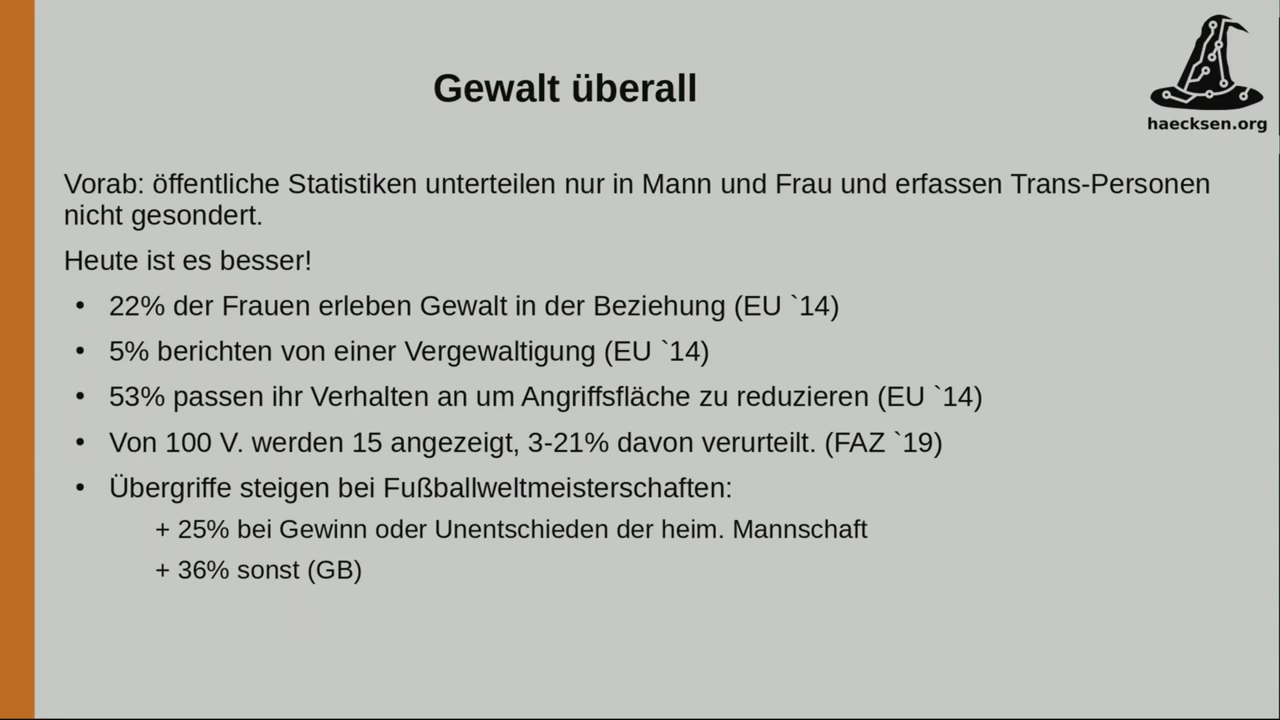 Gewalt überall
haecksen.org
Vorab: öffentliche Statistiken unterteilen nur in Mann und Frau und erfassen Trans-Personen
nicht gesondert.
Heute ist es besser!
• 22% der Frauen erleben Gewalt in der Beziehung (EU `14)
• 5% berichten von einer Vergewaltigung (EU `14)
• 53% passen ihr Verhalten an um Angriffsfläche zu reduzieren (EU `14)
• Von 100 V. werden 15 angezeigt, 3-21% davon verurteilt. (FAZ `19)
• Übergriffe steigen bei Fußballweltmeisterschaften:
+ 25% bei Gewinn oder Unentschieden der heim. Mannschaft
+ 36% sonst (GB)